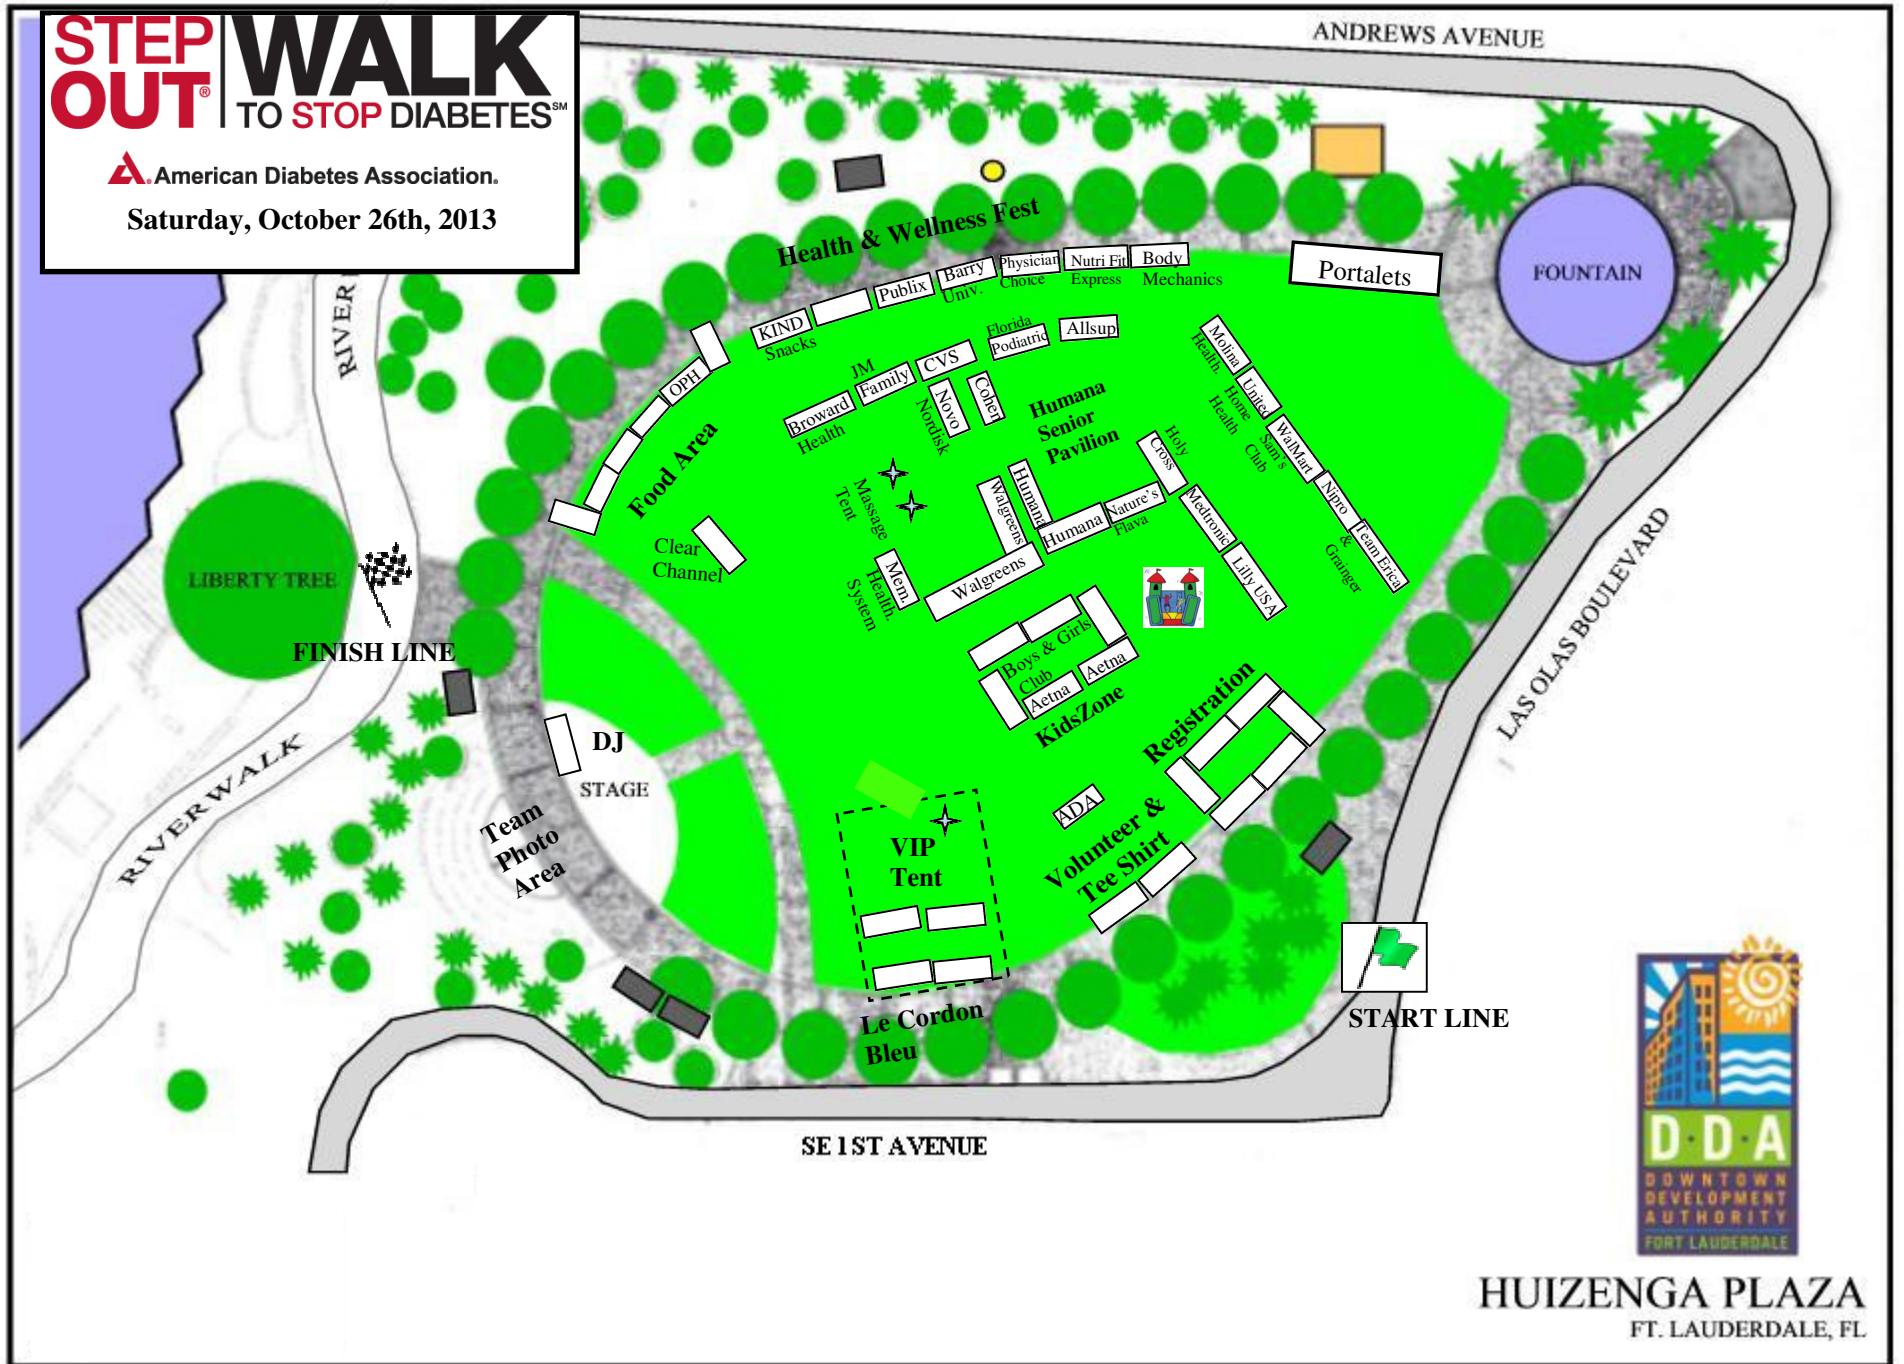 STEP OUT® WALK
TO STOP DIABETES℠
American Diabetes Association.
Saturday, October 26th, 2013
ANDREWS AVENUE
RIVER
Health & Wellness Fest
KIND
Snacks
Publix
Barry
Univ.
Physician
Choice
Nutri Fit
Express
Body
Mechanics
Portalets
FOUNTAIN
OPH
Food Area
JM
Family
Broward
Health
CVS
Novo
Nordisk
Cohen
Florida
Podiatric
Allsup
Humana
Senior
Pavilion
Molina
Health.
United
Home
Health
WalMart
Sam's
Club
Nipro
&
Grainger
Team Erica
Holy
Cross
Medtronic
Lilly USA
Humana
Humana
Nature's
Flava
Walgreens
Walgreens
Massage
Tent
Mem.
Health.
System
Clear
Channel
LIBERTY TREE
FINISH LINE
RIVERWALK
LAS OLAS BOULEVARD
Boys & Girls
Club
Aetna
Aetna
KidsZone
Registration
ADA
Volunteer &
Tee Shirt
DJ
STAGE
Team
Photo
Area
VIP
Tent
Le Cordon
Bleu
START LINE
SE 1ST AVENUE
D·D·A
DOWNTOWN
DEVELOPMENT
AUTHORITY
FORT LAUDERDALE
HUIZENGA PLAZA
FT. LAUDERDALE, FL